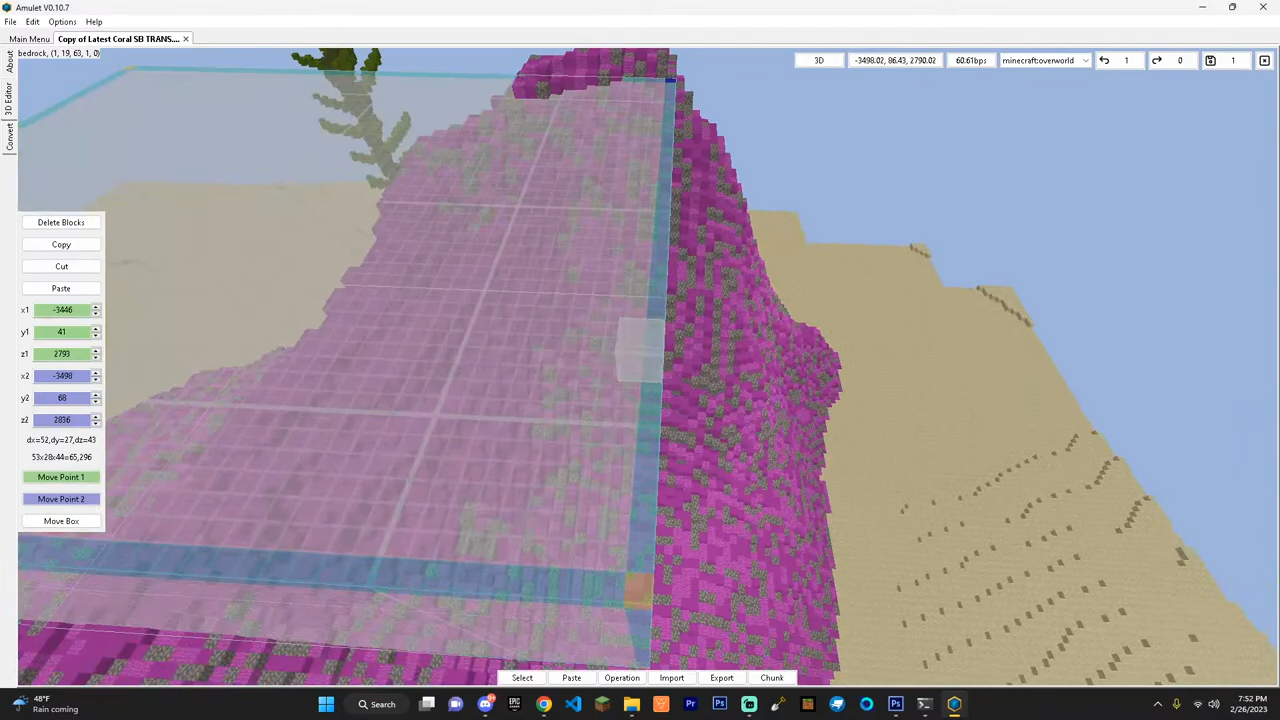 Amulet V0.10.7
File Edit Options Help
Main Menu Copy of Latest Coral SB TRANS....
bedrock, (1, 19, 63, 1, 0)
3D -3498.02, 86.43, 2790.02 60.61bps minecraft:overworld 1 0 1
About
3D Editor
Convert
Delete Blocks
Copy
Cut
Paste
x1 -3446
y1 41
z1 2793
x2 -3498
y2 68
z2 2836
dx=52,dy=27,dz=43
53x28x44=65,296
Move Point 1
Move Point 2
Move Box
Select Paste Operation Import Export Chunk
48°F
Rain coming
Search
7:52 PM
2/26/2023